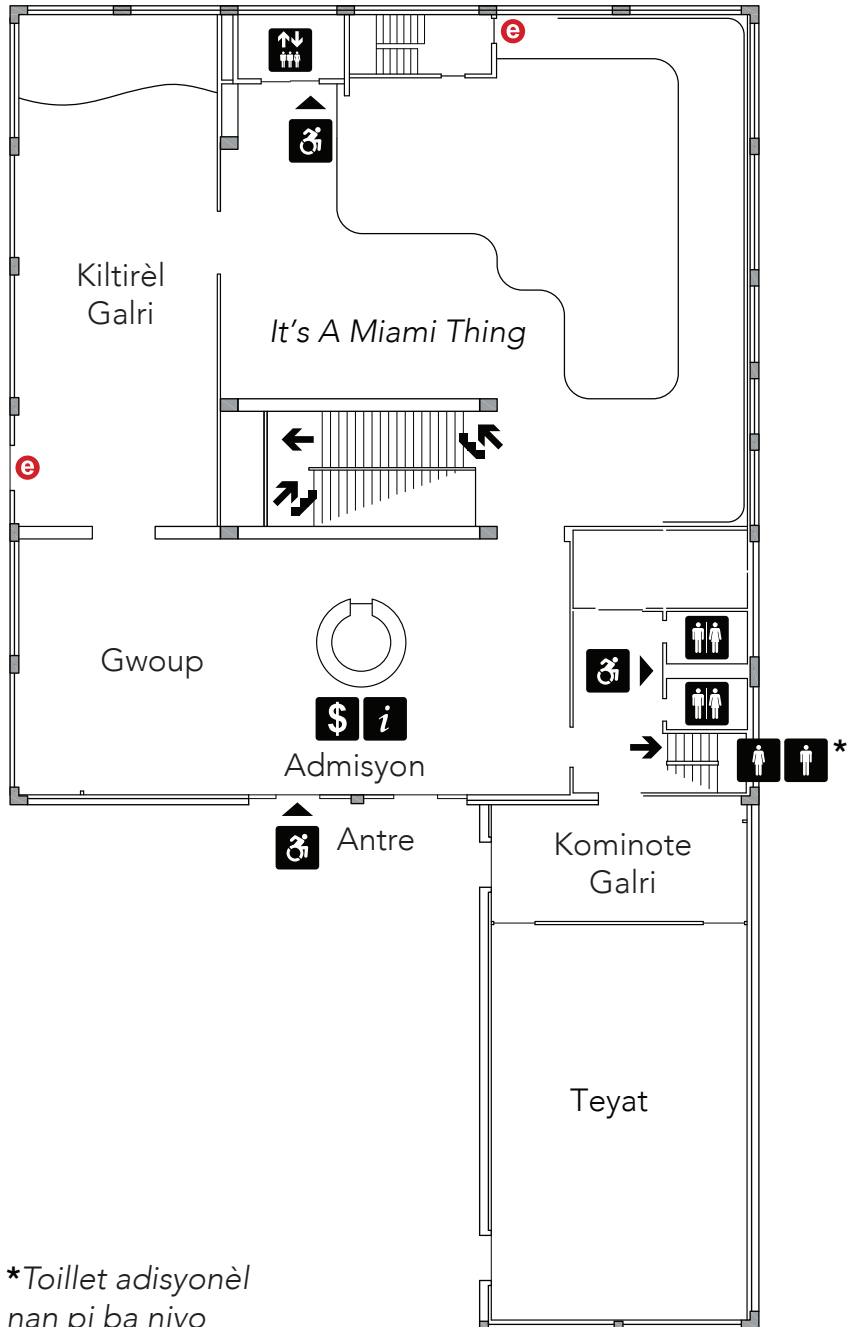 e
Kiltirèl
Galri
It's A Miami Thing
e
Gwoup
$ i
Admisyon
*
Antre
Kominote
Galri
Teyat
*Toillet adisyonèl
nan pi ba nivo